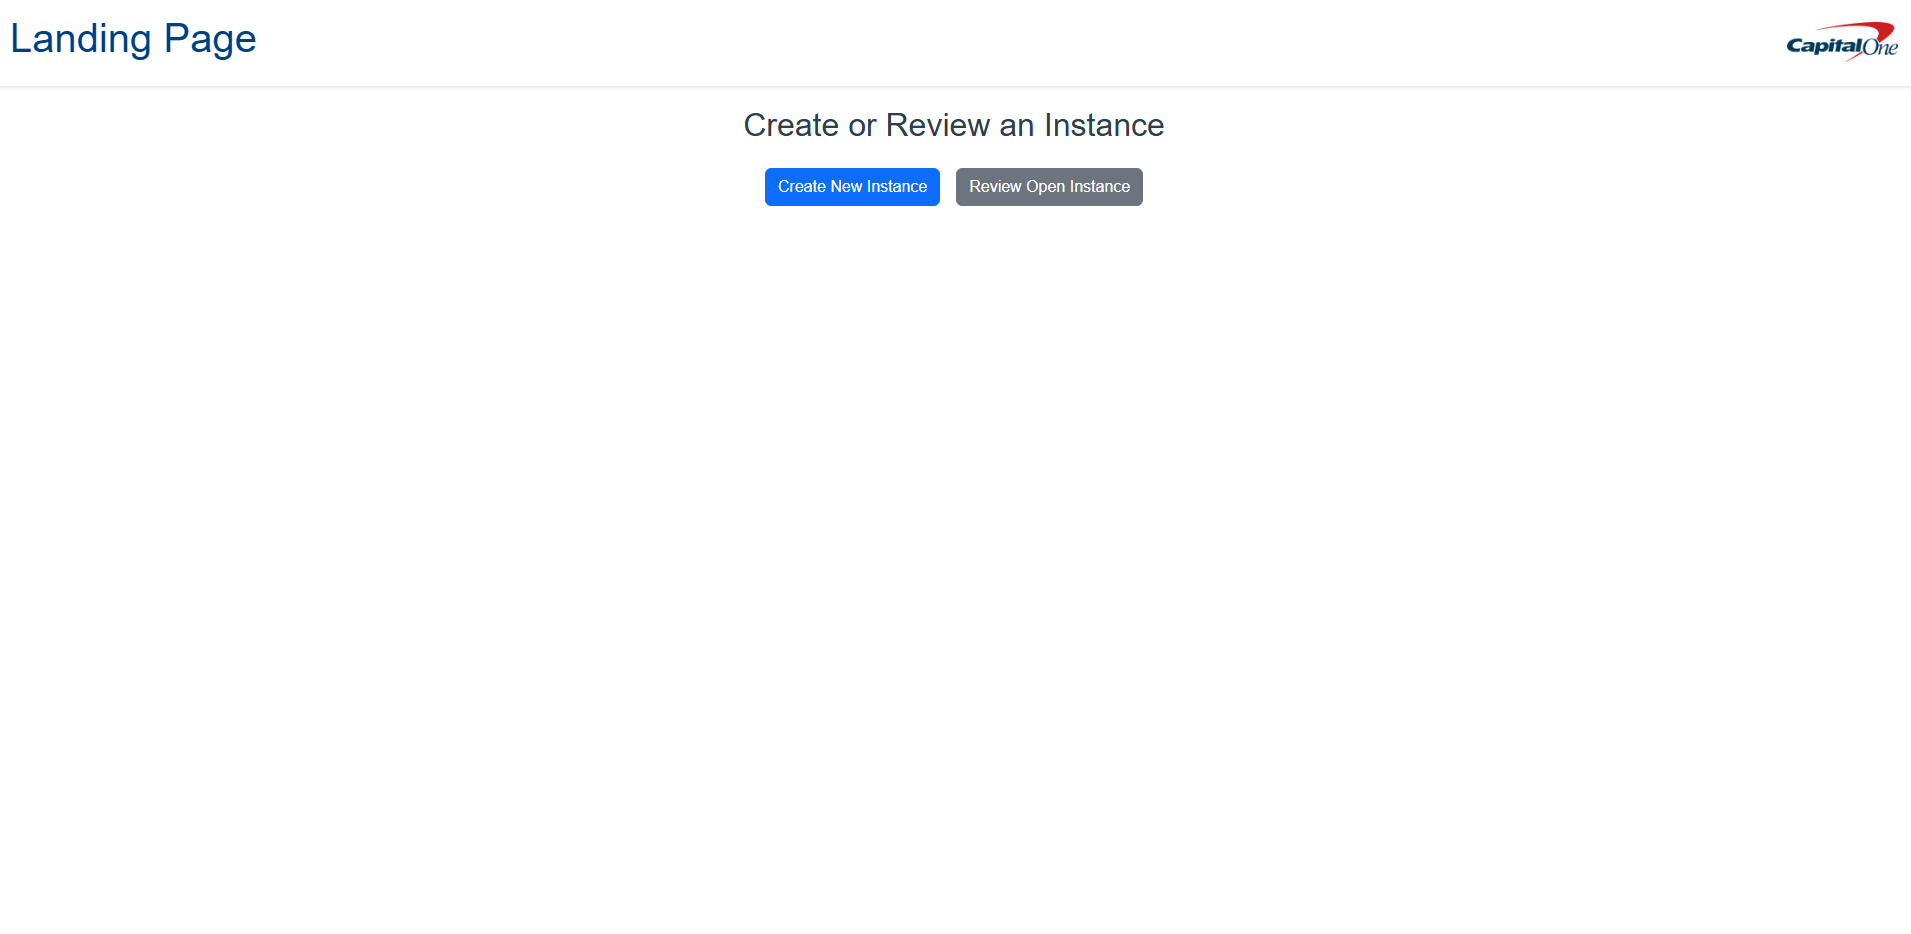 Landing Page
CapitalOne
Create or Review an Instance
Create New Instance
Review Open Instance